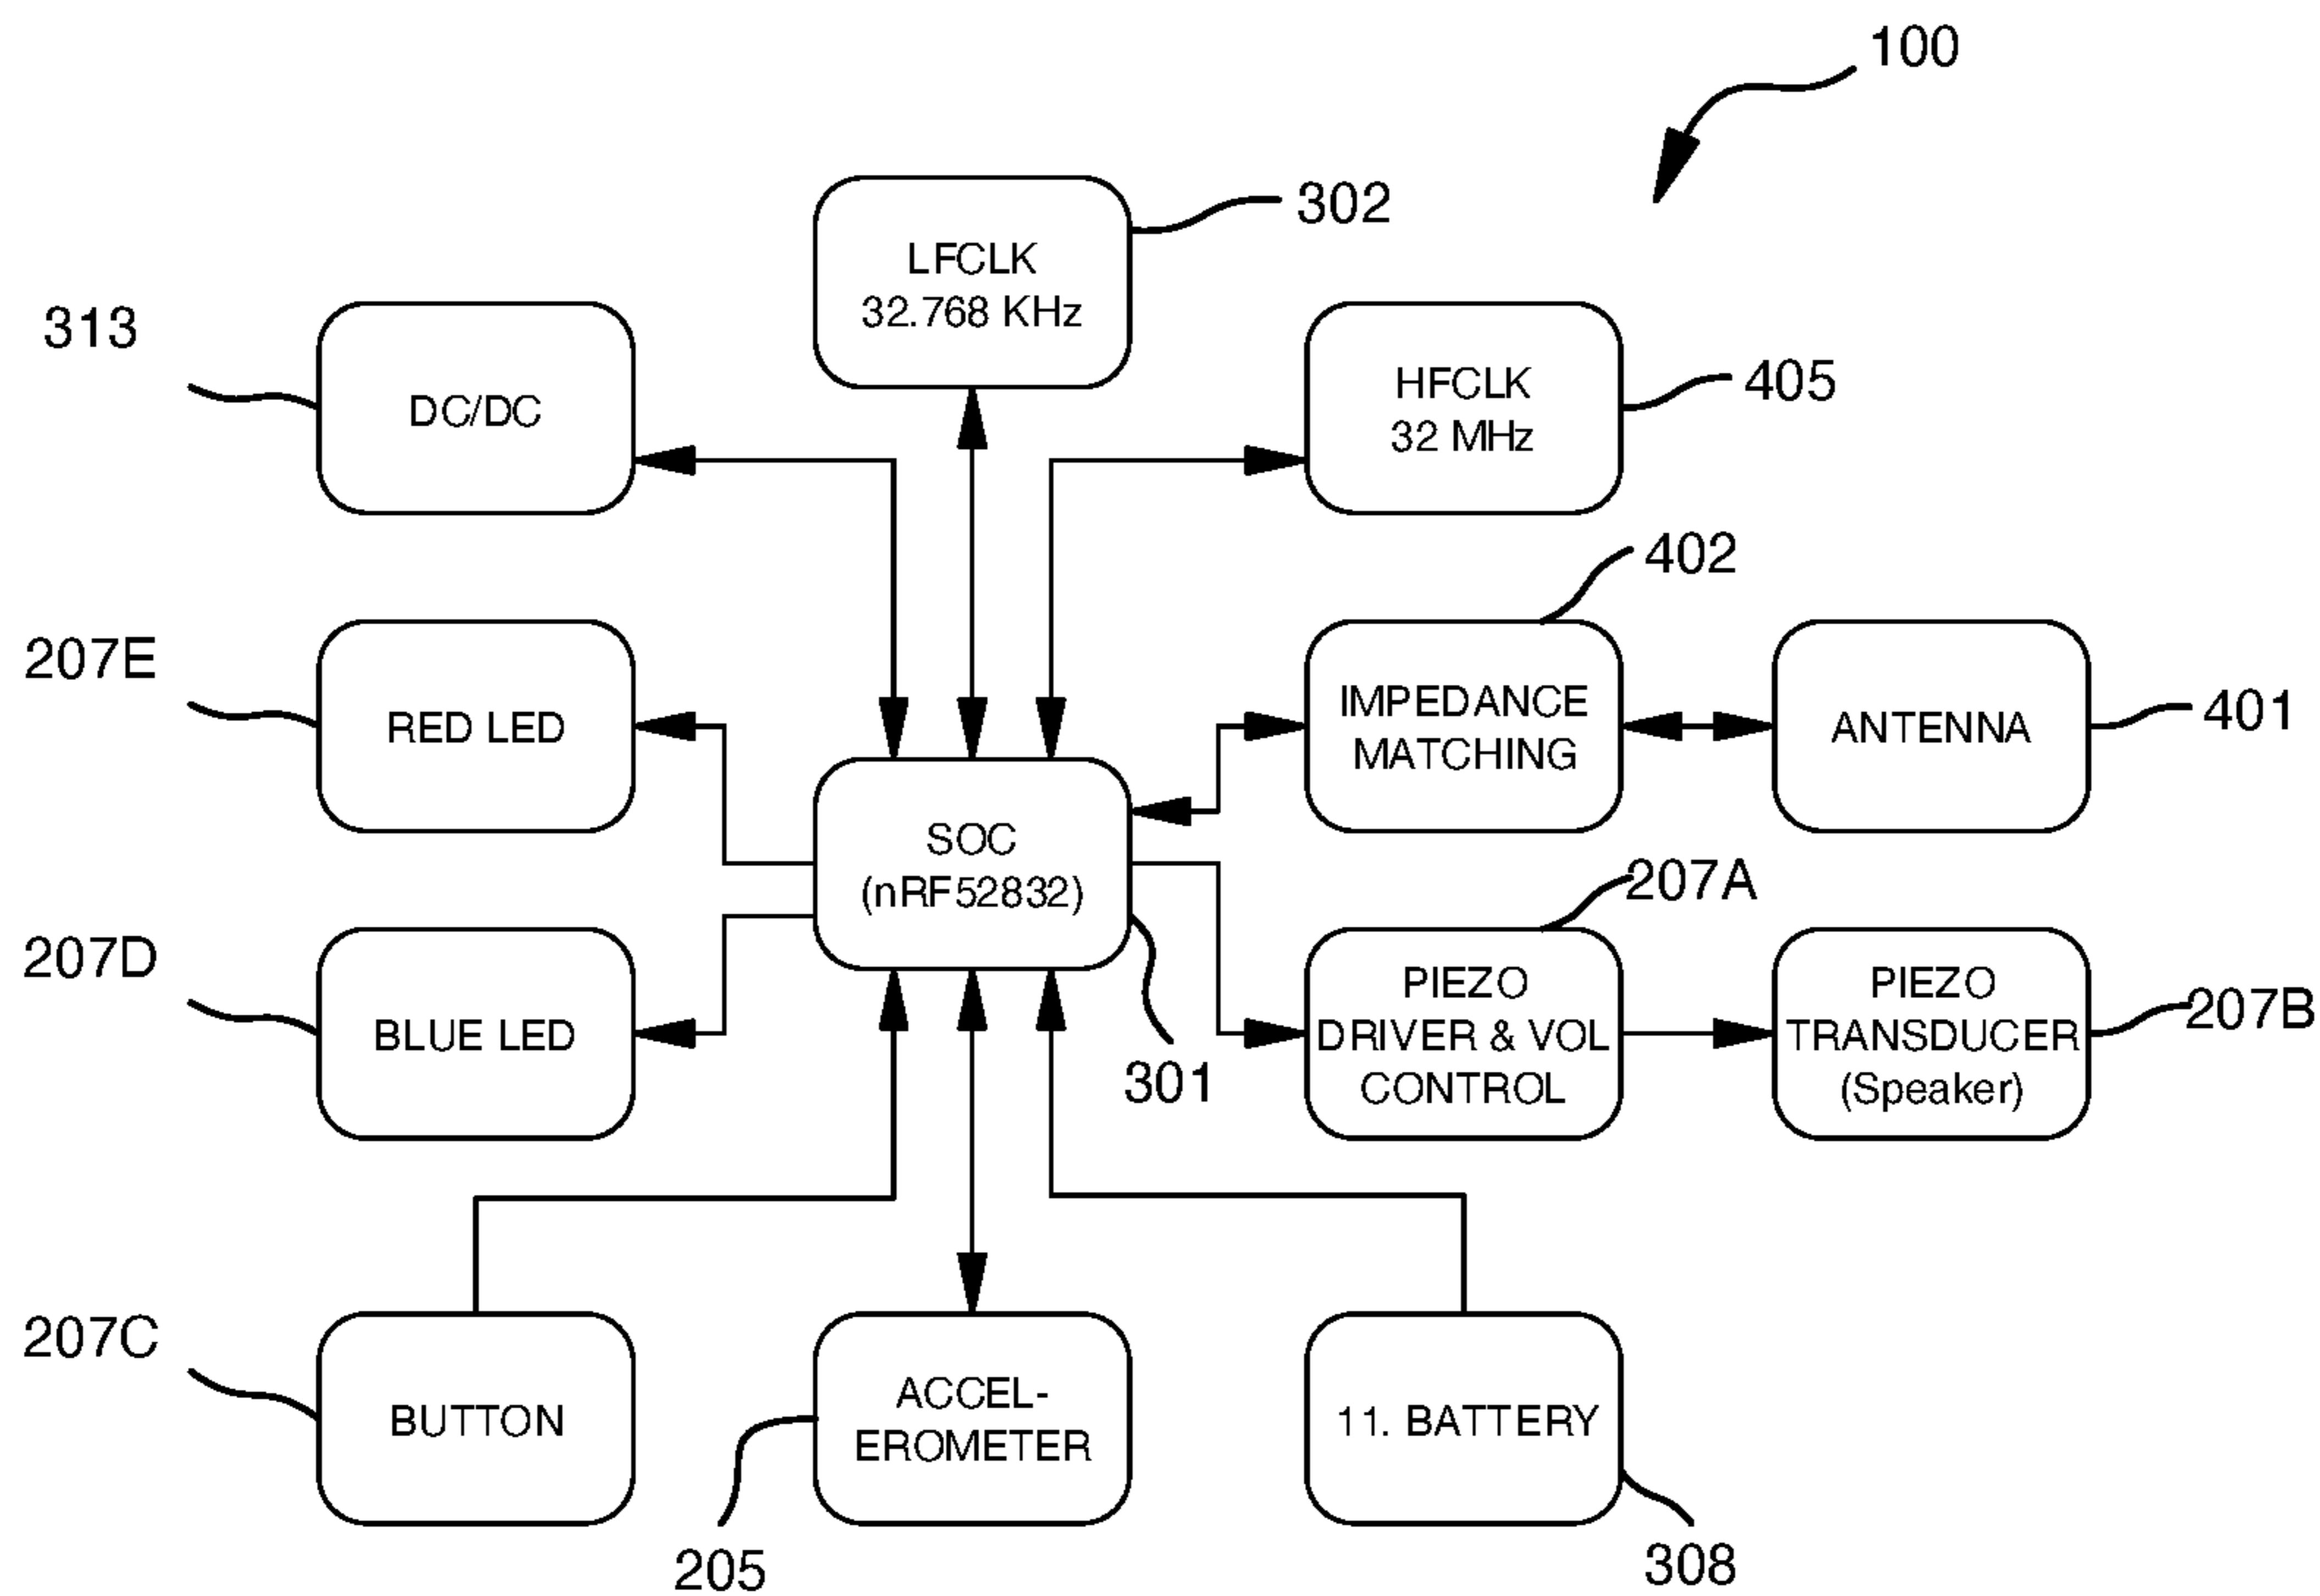 100
302
LFCLK
32.768 KHz
313
DC/DC
HFCLK
32 MHz
405
402
207E
RED LED
IMPEDANCE
MATCHING
ANTENNA
401
SOC
(nRF52832)
207A
207D
BLUE LED
301
PIEZO
DRIVER & VOL
CONTROL
PIEZO
TRANSDUCER
(Speaker)
207B
207C
BUTTON
ACCEL-
EROMETER
205
11. BATTERY
308